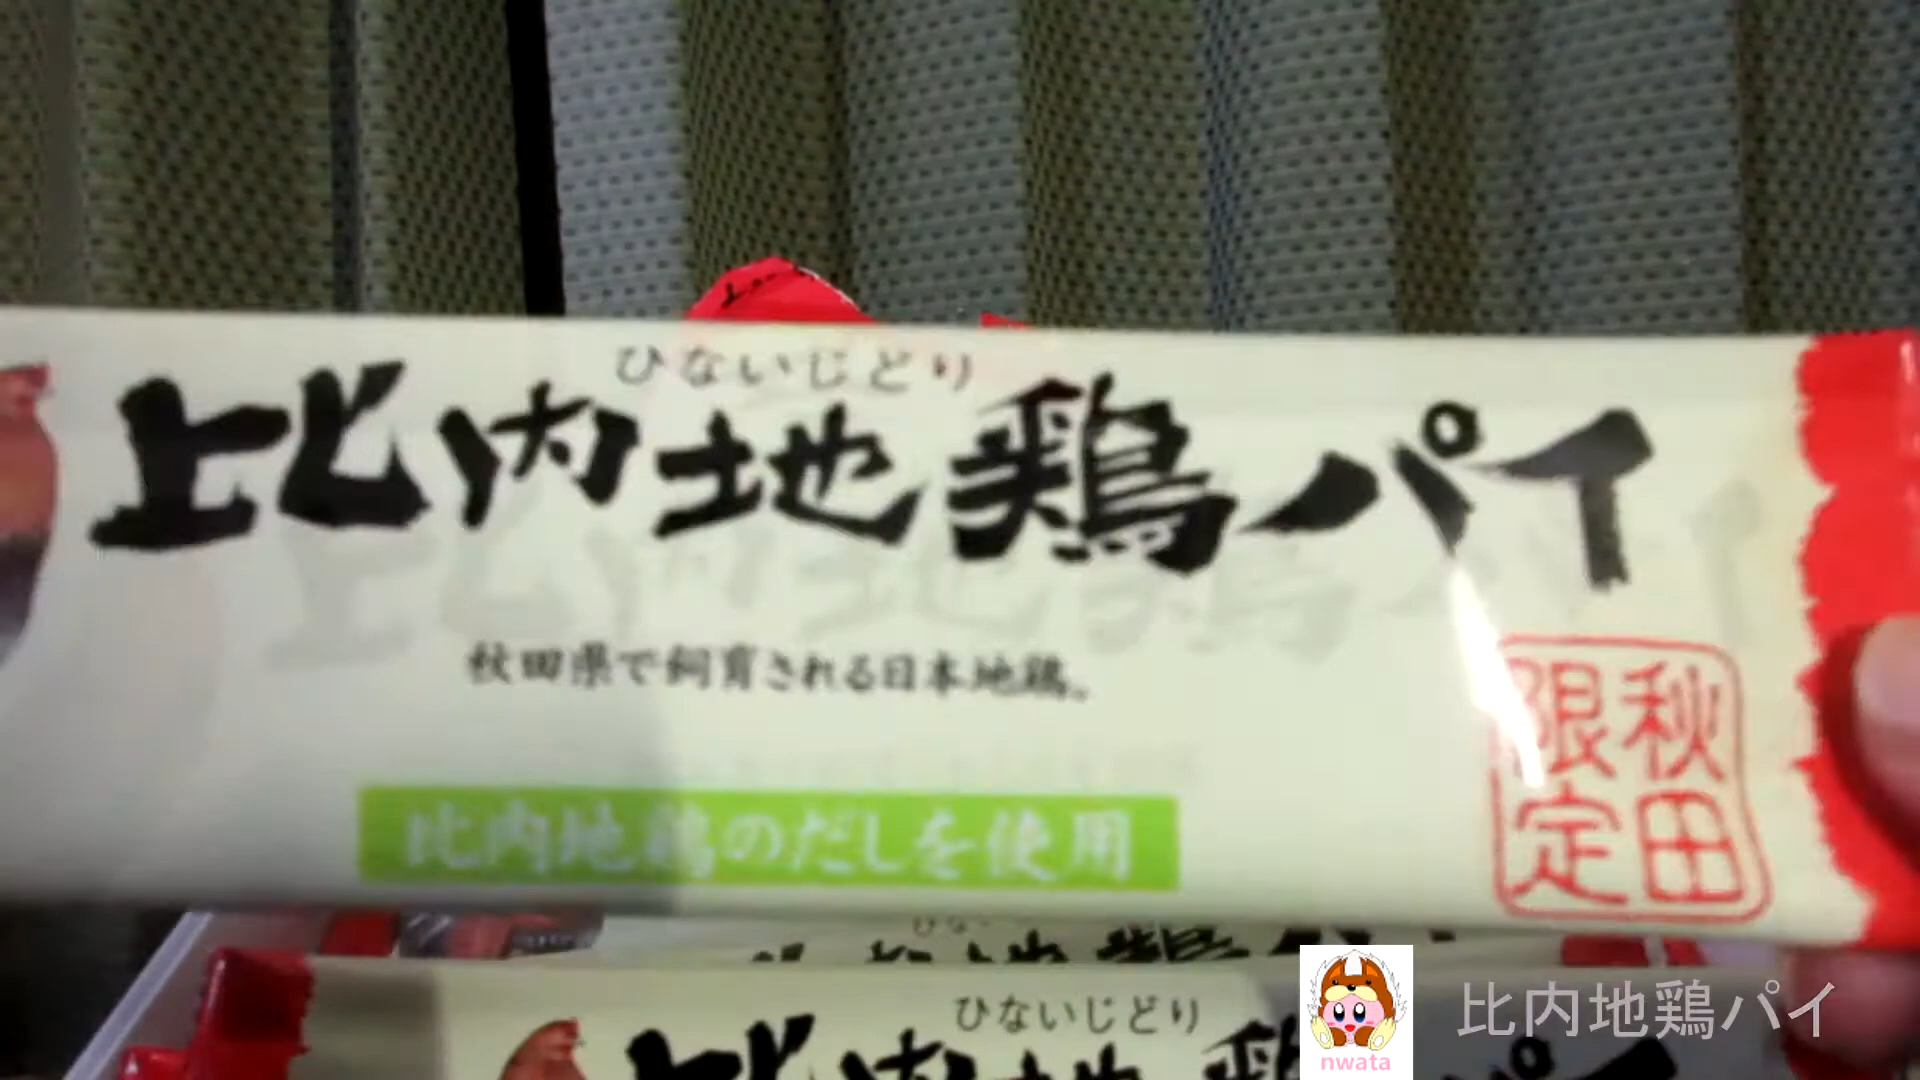 ひないじどり
比内地鶏パイ
秋田県で飼育される日本地鶏。
比内地鶏のだしを使用
秋田
限定
地鶏
ひないじどり
比内地鶏
nwata
比内地鶏パイ